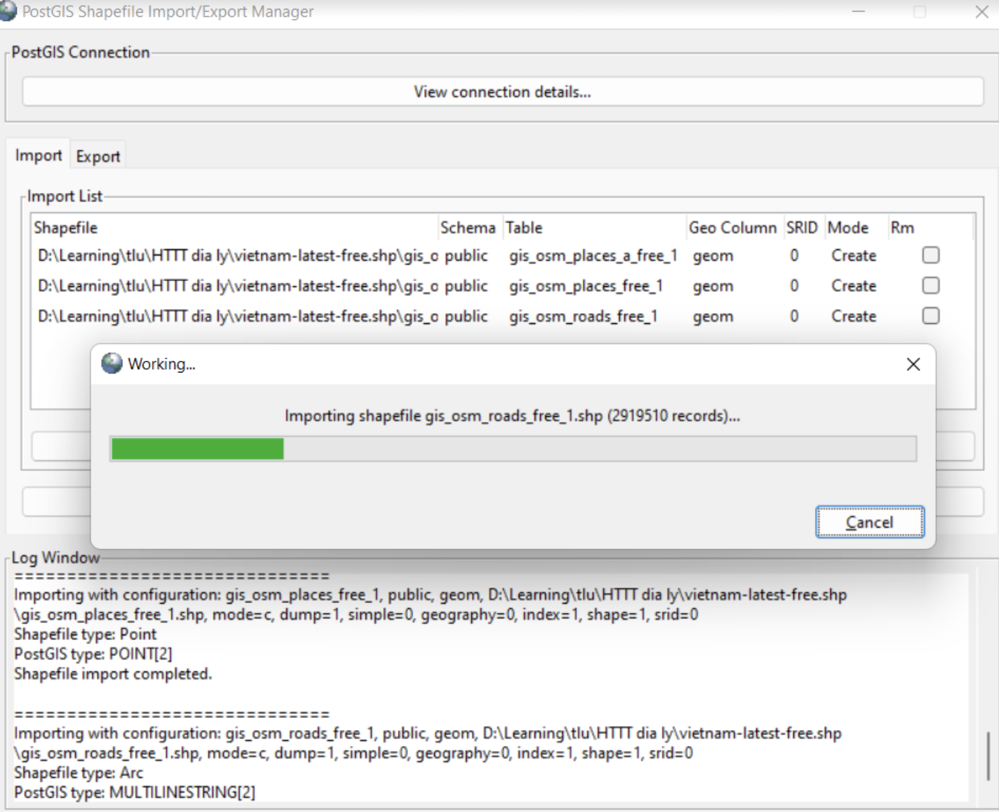 PostGIS Shapefile Import/Export Manager
PostGIS Connection
View connection details...
Import Export
Import List
Shapefile Schema Table Geo Column SRID Mode Rm
D:\Learning\tlu\HTTT dia ly\vietnam-latest-free.shp\gis_o public gis_osm_places_a_free_1 geom 0 Create
D:\Learning\tlu\HTTT dia ly\vietnam-latest-free.shp\gis_o public gis_osm_places_free_1 geom 0 Create
D:\Learning\tlu\HTTT dia ly\vietnam-latest-free.shp\gis_o public gis_osm_roads_free_1 geom 0 Create
Working...
Importing shapefile gis_osm_roads_free_1.shp (2919510 records)...
Cancel
Log Window
==============================
Importing with configuration: gis_osm_places_free_1, public, geom, D:\Learning\tlu\HTTT dia ly\vietnam-latest-free.shp
\gis_osm_places_free_1.shp, mode=c, dump=1, simple=0, geography=0, index=1, shape=1, srid=0
Shapefile type: Point
PostGIS type: POINT[2]
Shapefile import completed.
==============================
Importing with configuration: gis_osm_roads_free_1, public, geom, D:\Learning\tlu\HTTT dia ly\vietnam-latest-free.shp
\gis_osm_roads_free_1.shp, mode=c, dump=1, simple=0, geography=0, index=1, shape=1, srid=0
Shapefile type: Arc
PostGIS type: MULTILINESTRING[2]